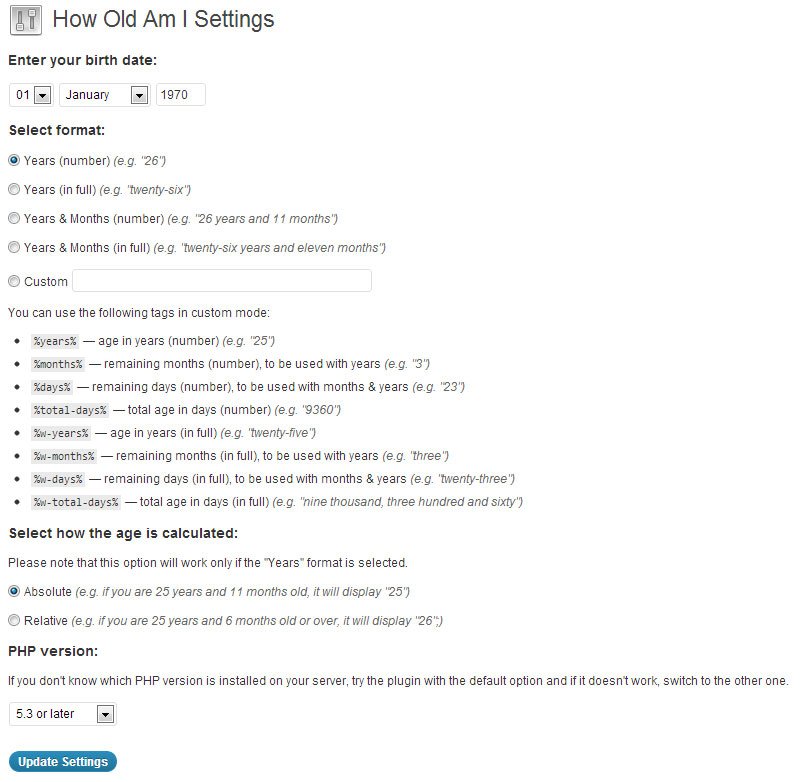 How Old Am I Settings
Enter your birth date:
01 January 1970
Select format:
Years (number) (e.g. "26")
Years (in full) (e.g. "twenty-six")
Years & Months (number) (e.g. "26 years and 11 months")
Years & Months (in full) (e.g. "twenty-six years and eleven months")
Custom
You can use the following tags in custom mode:
%years% — age in years (number) (e.g. "25")
%months% — remaining months (number), to be used with years (e.g. "3")
%days% — remaining days (number), to be used with months & years (e.g. "23")
%total-days% — total age in days (number) (e.g. "9360")
%w-years% — age in years (in full) (e.g. "twenty-five")
%w-months% — remaining months (in full), to be used with years (e.g. "three")
%w-days% — remaining days (in full), to be used with months & years (e.g. "twenty-three")
%w-total-days% — total age in days (in full) (e.g. "nine thousand, three hundred and sixty")
Select how the age is calculated:
Please note that this option will work only if the "Years" format is selected.
Absolute (e.g. if you are 25 years and 11 months old, it will display "25")
Relative (e.g. if you are 25 years and 6 months old or over, it will display "26";)
PHP version:
If you don't know which PHP version is installed on your server, try the plugin with the default option and if it doesn't work, switch to the other one.
5.3 or later
Update Settings